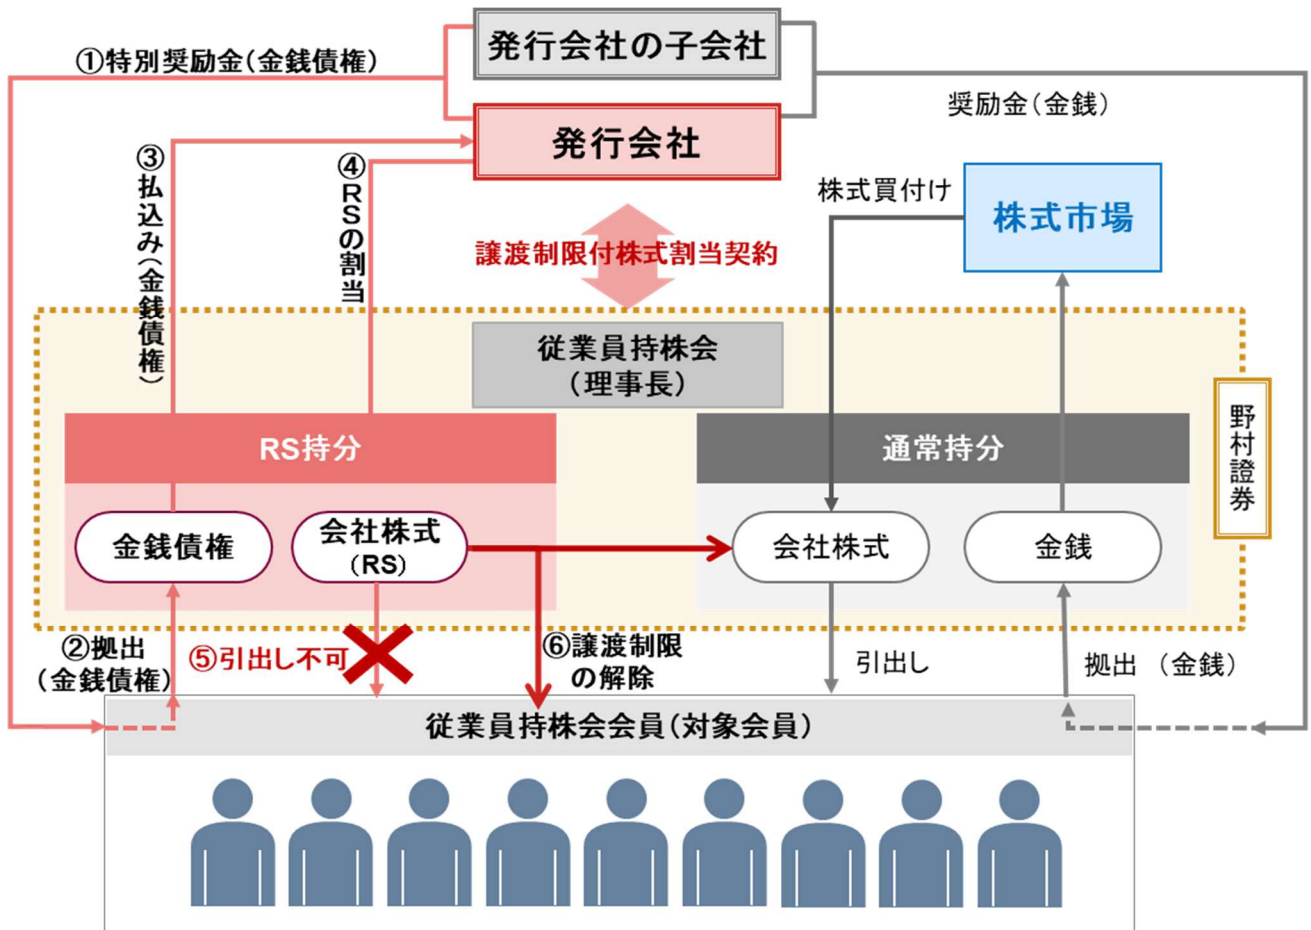 発行会社の子会社
①特別奨励金(金銭債権)
奨励金(金銭)
発行会社
③払込み(金銭債権)
④RSの割当
株式買付け
株式市場
譲渡制限付株式割当契約
従業員持株会
(理事長)
野村證券
RS持分
通常持分
金銭債権
会社株式
(RS)
会社株式
金銭
②拠出
(金銭債権)
⑤引出し不可
⑥譲渡制限
の解除
引出し
拠出 (金銭)
従業員持株会会員(対象会員)